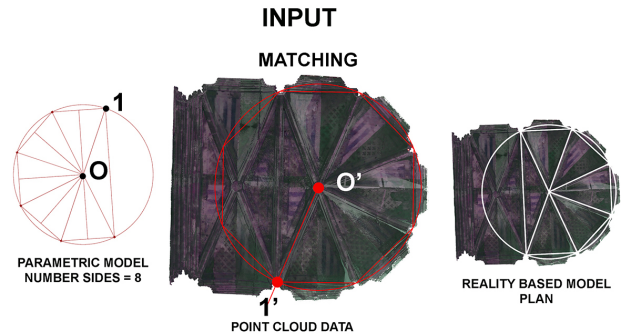 INPUT
MATCHING
1
O
O'
PARAMETRIC MODEL
NUMBER SIDES = 8
1'
POINT CLOUD DATA
REALITY BASED MODEL
PLAN